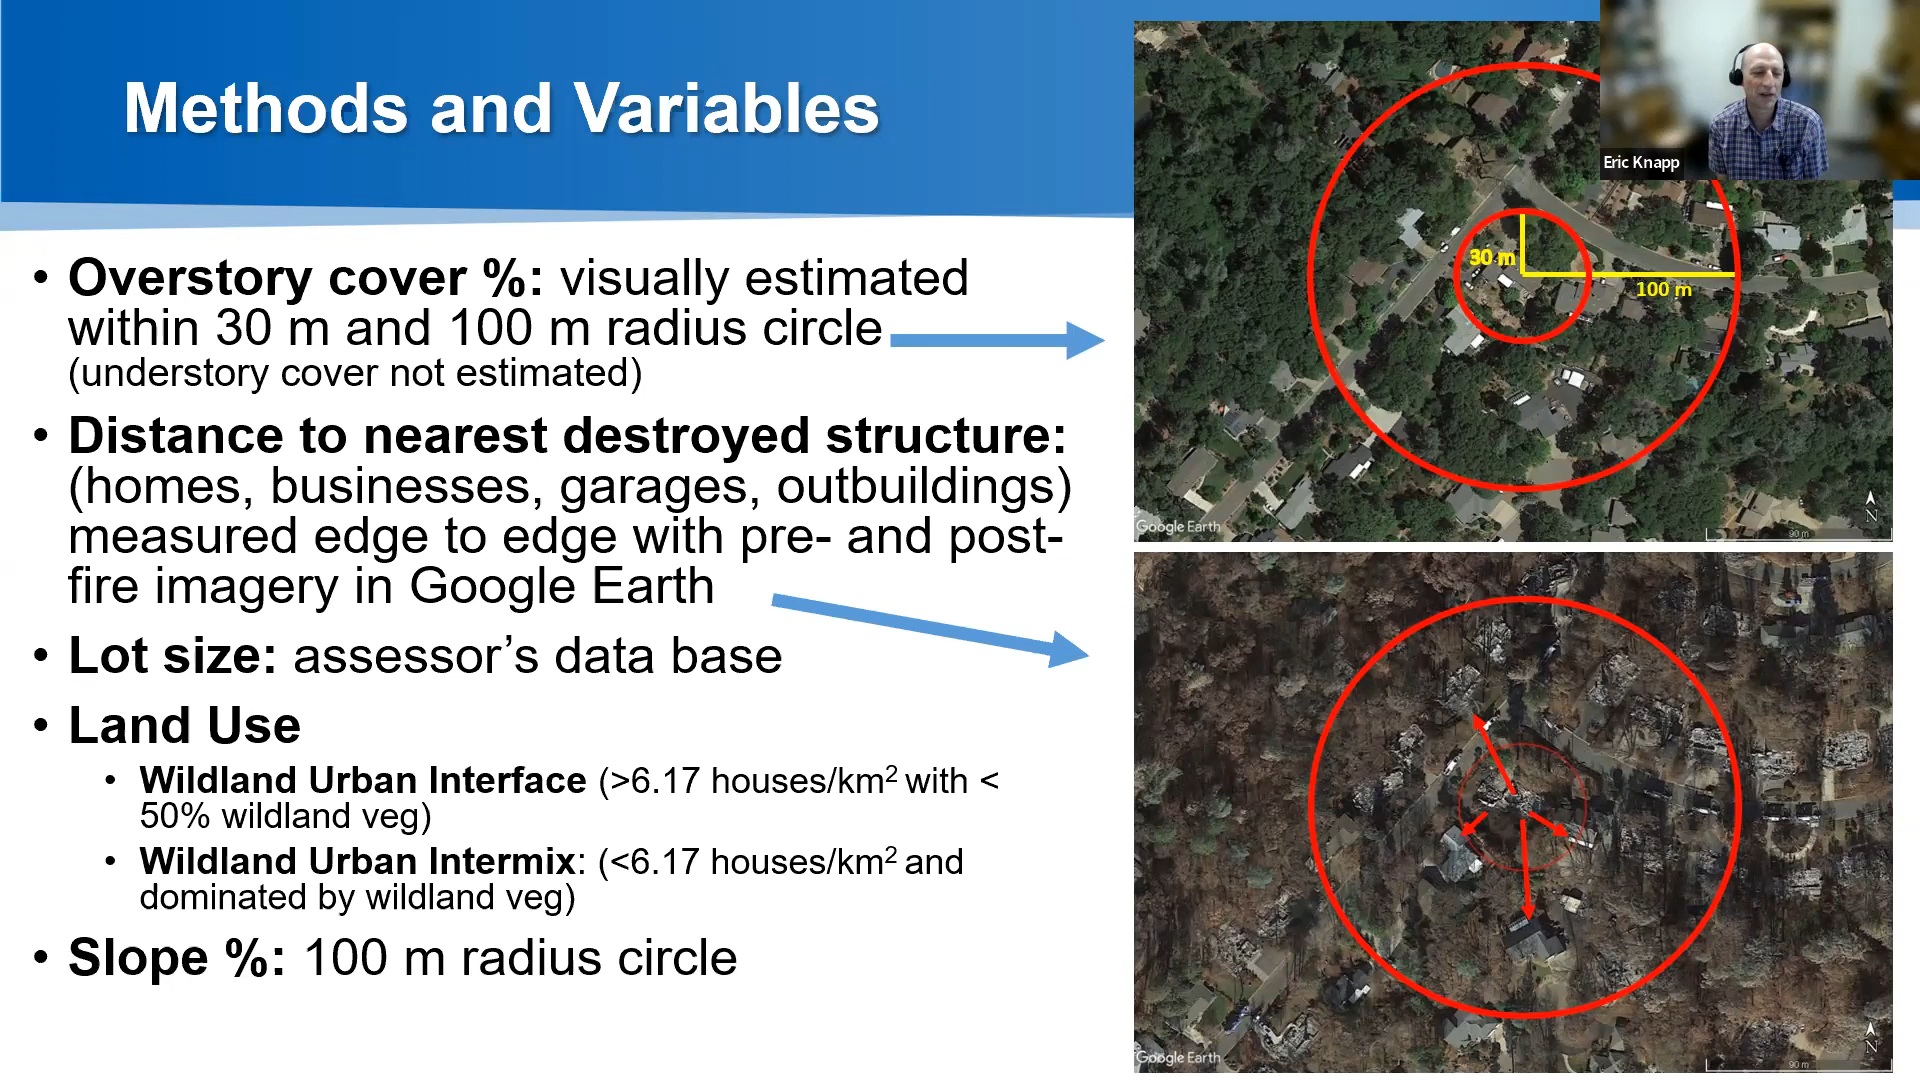 Methods and Variables
• Overstory cover %: visually estimated
within 30 m and 100 m radius circle
(understory cover not estimated)
• Distance to nearest destroyed structure:
(homes, businesses, garages, outbuildings)
measured edge to edge with pre- and post-
fire imagery in Google Earth
• Lot size: assessor’s data base
• Land Use
• Wildland Urban Interface (>6.17 houses/km² with <
50% wildland veg)
• Wildland Urban Intermix: (<6.17 houses/km² and
dominated by wildland veg)
• Slope %: 100 m radius circle
Eric Knapp
30 m
100 m
Google Earth
N
90 m
Google Earth
N
90 m